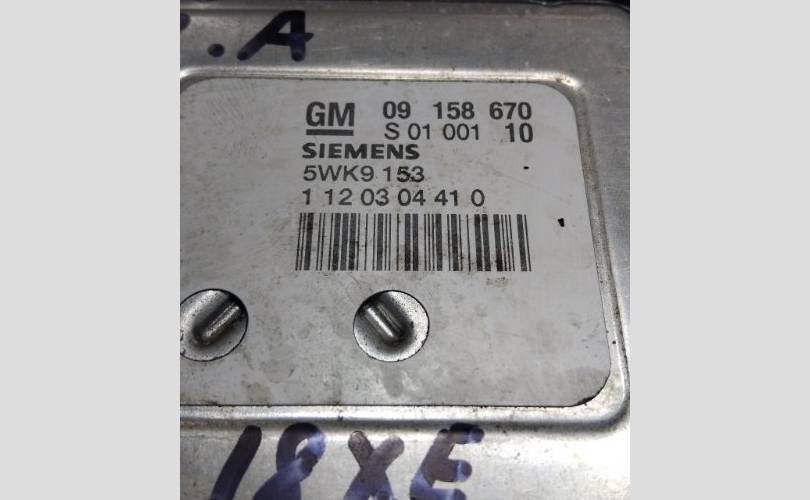 .A
GM 09 158 670
S 01 001 10
SIEMENS
5WK9 153
1 12 03 04 41 0
18XE